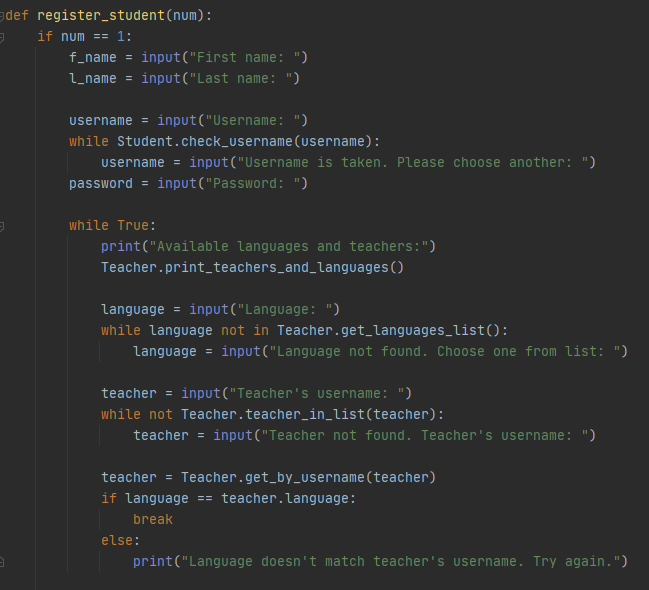 def register_student(num):
    if num == 1:
        f_name = input("First name: ")
        l_name = input("Last name: ")

        username = input("Username: ")
        while Student.check_username(username):
            username = input("Username is taken. Please choose another: ")
        password = input("Password: ")

        while True:
            print("Available languages and teachers:")
            Teacher.print_teachers_and_languages()

            language = input("Language: ")
            while language not in Teacher.get_languages_list():
                language = input("Language not found. Choose one from list: ")

            teacher = input("Teacher's username: ")
            while not Teacher.teacher_in_list(teacher):
                teacher = input("Teacher not found. Teacher's username: ")

            teacher = Teacher.get_by_username(teacher)
            if language == teacher.language:
                break
            else:
                print("Language doesn't match teacher's username. Try again.")